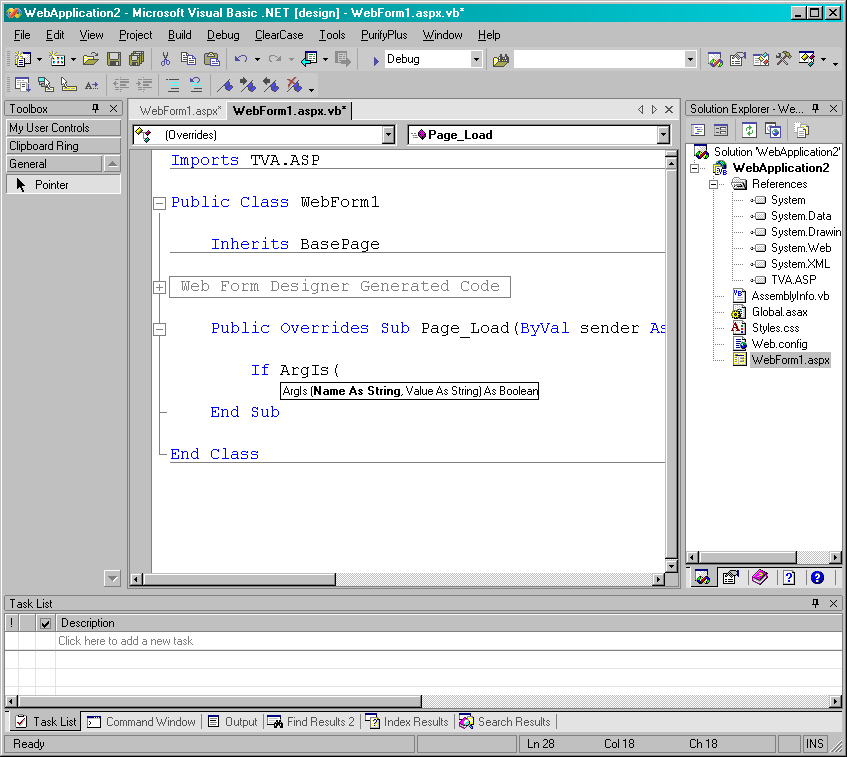 WebApplication2 - Microsoft Visual Basic .NET [design] - WebForm1.aspx.vb*
File Edit View Project Build Debug ClearCase Tools PurifyPlus Window Help
Debug
Toolbox
My User Controls
Clipboard Ring
General
Pointer
WebForm1.aspx* WebForm1.aspx.vb*
(Overrides) Page_Load
Imports TVA.ASP
Public Class WebForm1
Inherits BasePage
Web Form Designer Generated Code
Public Overrides Sub Page_Load(ByVal sender As
If ArgIs(
ArgIs (Name As String, Value As String) As Boolean
End Sub
End Class
Solution Explorer - We...
Solution 'WebApplication2'
WebApplication2
References
System
System.Data
System.Drawin
System.Web
System.XML
TVA.ASP
AssemblyInfo.vb
Global.asax
Styles.css
Web.config
WebForm1.aspx
Task List
! Description
Click here to add a new task
Task List Command Window Output Find Results 2 Index Results Search Results
Ready Ln 28 Col 18 Ch 18 INS